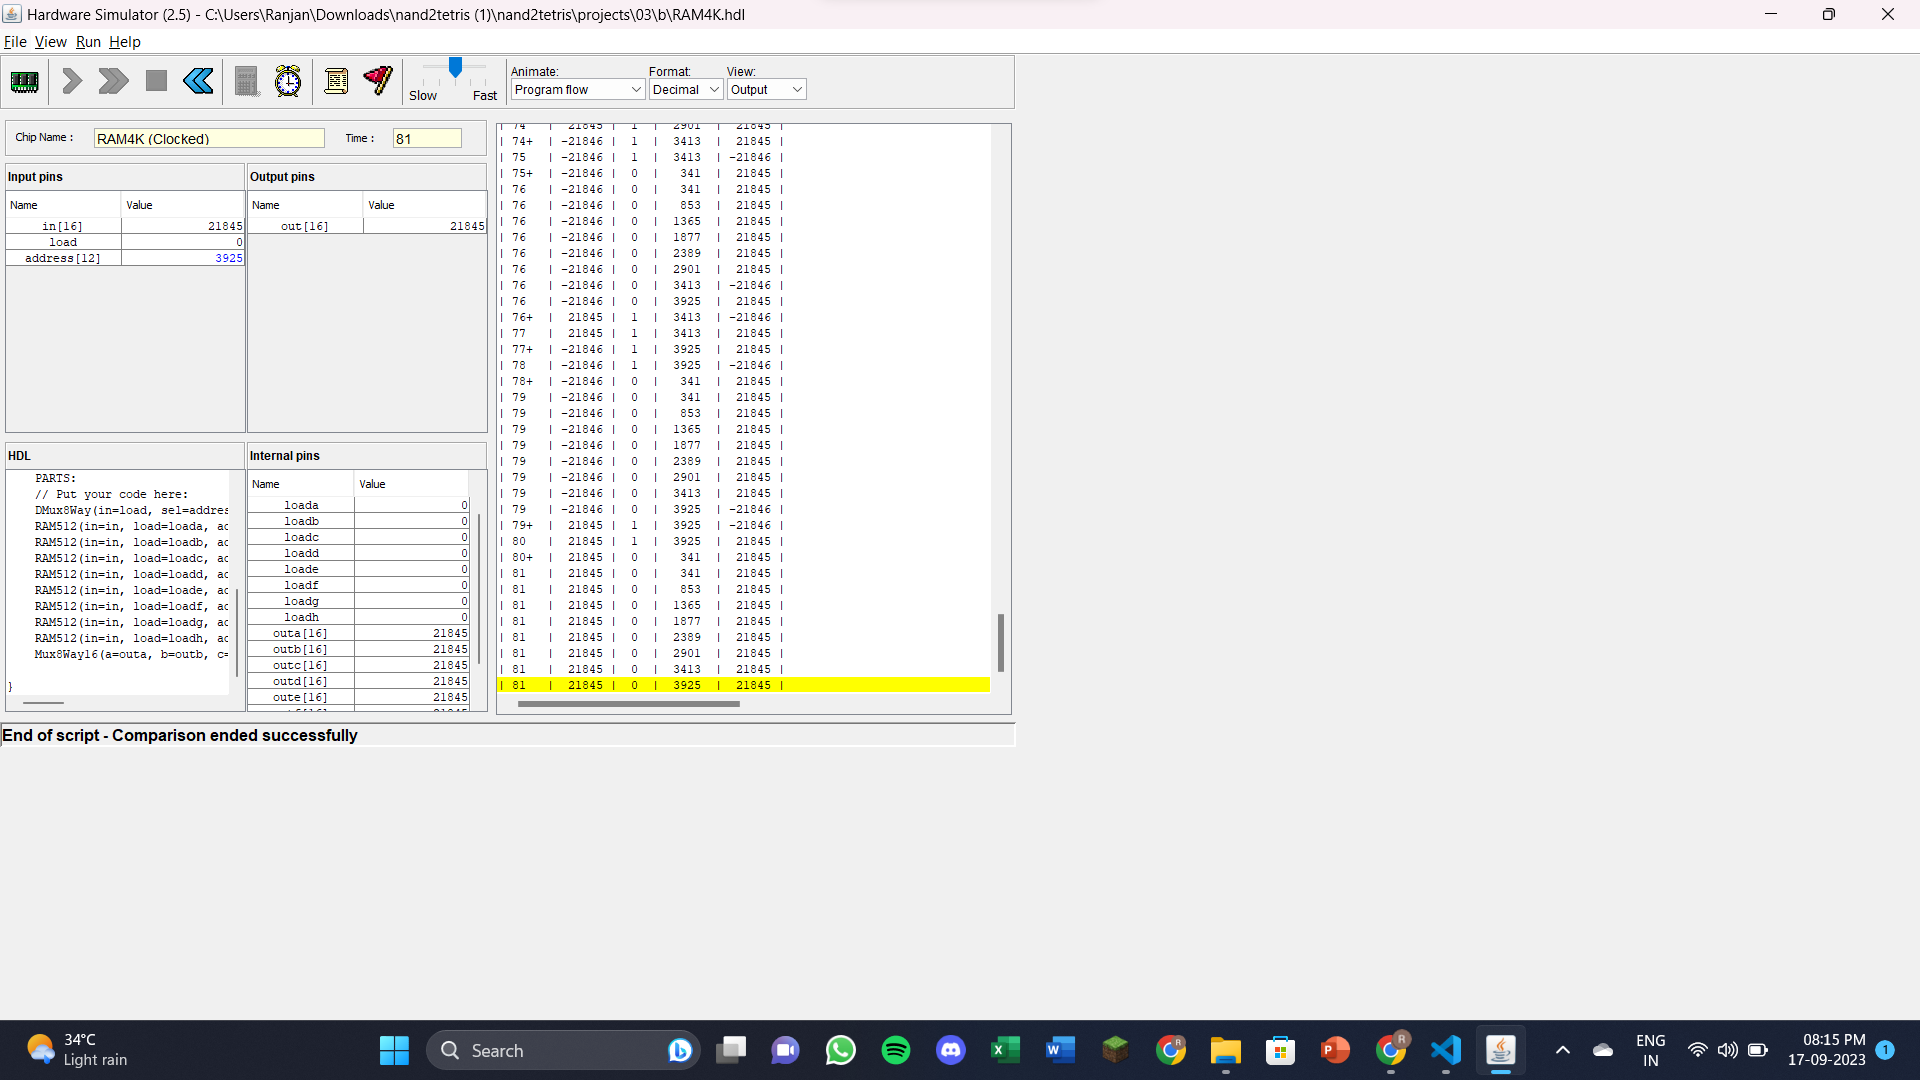 Hardware Simulator (2.5) - C:\Users\Ranjan\Downloads\nand2tetris (1)\nand2tetris\projects\03\b\RAM4K.hdl
File View Run Help
Slow Fast
Animate: Format: View:
Program flow Decimal Output
Chip Name : RAM4K (Clocked) Time : 81
Input pins
Name Value
in[16] 21845
load 0
address[12] 3925
Output pins
Name Value
out[16] 21845
HDL
PARTS:
// Put your code here:
DMux8Way(in=load, sel=addres
RAM512(in=in, load=loada, ad
RAM512(in=in, load=loadb, ad
RAM512(in=in, load=loadc, ad
RAM512(in=in, load=loadd, ad
RAM512(in=in, load=loade, ad
RAM512(in=in, load=loadf, ad
RAM512(in=in, load=loadg, ad
RAM512(in=in, load=loadh, ad
Mux8Way16(a=outa, b=outb, c=
}
Internal pins
Name Value
loada 0
loadb 0
loadc 0
loadd 0
loade 0
loadf 0
loadg 0
loadh 0
outa[16] 21845
outb[16] 21845
outc[16] 21845
outd[16] 21845
oute[16] 21845
| 74 | 21845 | 1 | 2901 | 21845 |
| 74+ | -21846 | 1 | 3413 | 21845 |
| 75 | -21846 | 1 | 3413 | -21846 |
| 75+ | -21846 | 0 | 341 | 21845 |
| 76 | -21846 | 0 | 341 | 21845 |
| 76 | -21846 | 0 | 853 | 21845 |
| 76 | -21846 | 0 | 1365 | 21845 |
| 76 | -21846 | 0 | 1877 | 21845 |
| 76 | -21846 | 0 | 2389 | 21845 |
| 76 | -21846 | 0 | 2901 | 21845 |
| 76 | -21846 | 0 | 3413 | -21846 |
| 76 | -21846 | 0 | 3925 | 21845 |
| 76+ | 21845 | 1 | 3413 | -21846 |
| 77 | 21845 | 1 | 3413 | 21845 |
| 77+ | -21846 | 1 | 3925 | 21845 |
| 78 | -21846 | 1 | 3925 | -21846 |
| 78+ | -21846 | 0 | 341 | 21845 |
| 79 | -21846 | 0 | 341 | 21845 |
| 79 | -21846 | 0 | 853 | 21845 |
| 79 | -21846 | 0 | 1365 | 21845 |
| 79 | -21846 | 0 | 1877 | 21845 |
| 79 | -21846 | 0 | 2389 | 21845 |
| 79 | -21846 | 0 | 2901 | 21845 |
| 79 | -21846 | 0 | 3413 | 21845 |
| 79 | -21846 | 0 | 3925 | -21846 |
| 79+ | 21845 | 1 | 3925 | -21846 |
| 80 | 21845 | 1 | 3925 | 21845 |
| 80+ | 21845 | 0 | 341 | 21845 |
| 81 | 21845 | 0 | 341 | 21845 |
| 81 | 21845 | 0 | 853 | 21845 |
| 81 | 21845 | 0 | 1365 | 21845 |
| 81 | 21845 | 0 | 1877 | 21845 |
| 81 | 21845 | 0 | 2389 | 21845 |
| 81 | 21845 | 0 | 2901 | 21845 |
| 81 | 21845 | 0 | 3413 | 21845 |
| 81 | 21845 | 0 | 3925 | 21845 |
End of script - Comparison ended successfully
34°C
Light rain
Search
ENG
IN
08:15 PM
17-09-2023
1